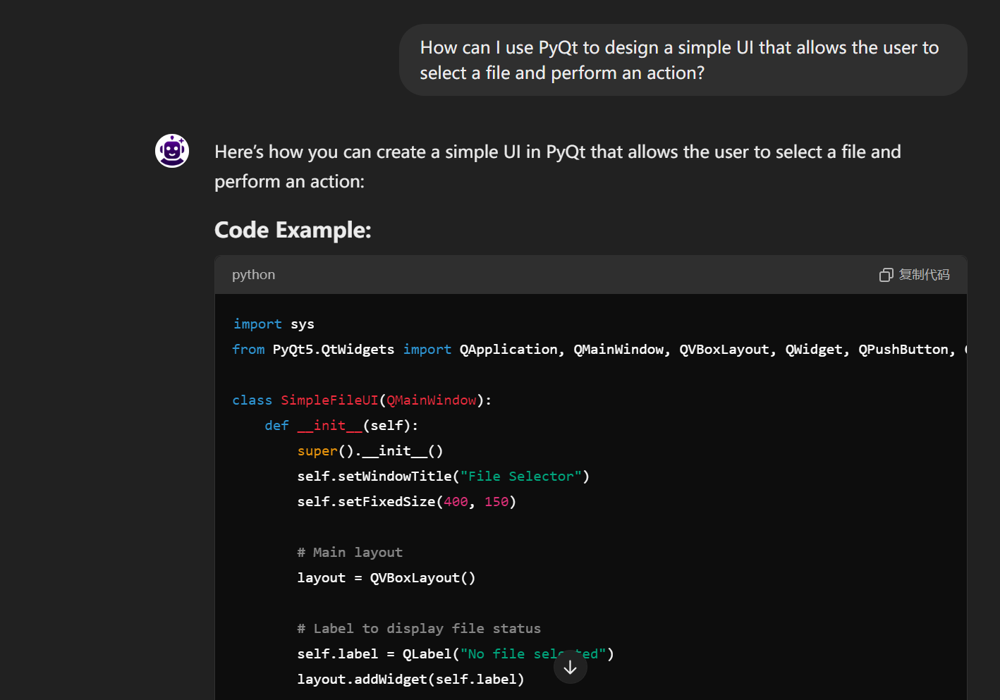 How can I use PyQt to design a simple UI that allows the user to
select a file and perform an action?
Here’s how you can create a simple UI in PyQt that allows the user to select a file and
perform an action:
Code Example:
python
复制代码
import sys
from PyQt5.QtWidgets import QApplication, QMainWindow, QVBoxLayout, QWidget, QPushButton,
class SimpleFileUI(QMainWindow):
def __init__(self):
super().__init__()
self.setWindowTitle("File Selector")
self.setFixedSize(400, 150)
# Main layout
layout = QVBoxLayout()
# Label to display file status
self.label = QLabel("No file selected")
layout.addWidget(self.label)